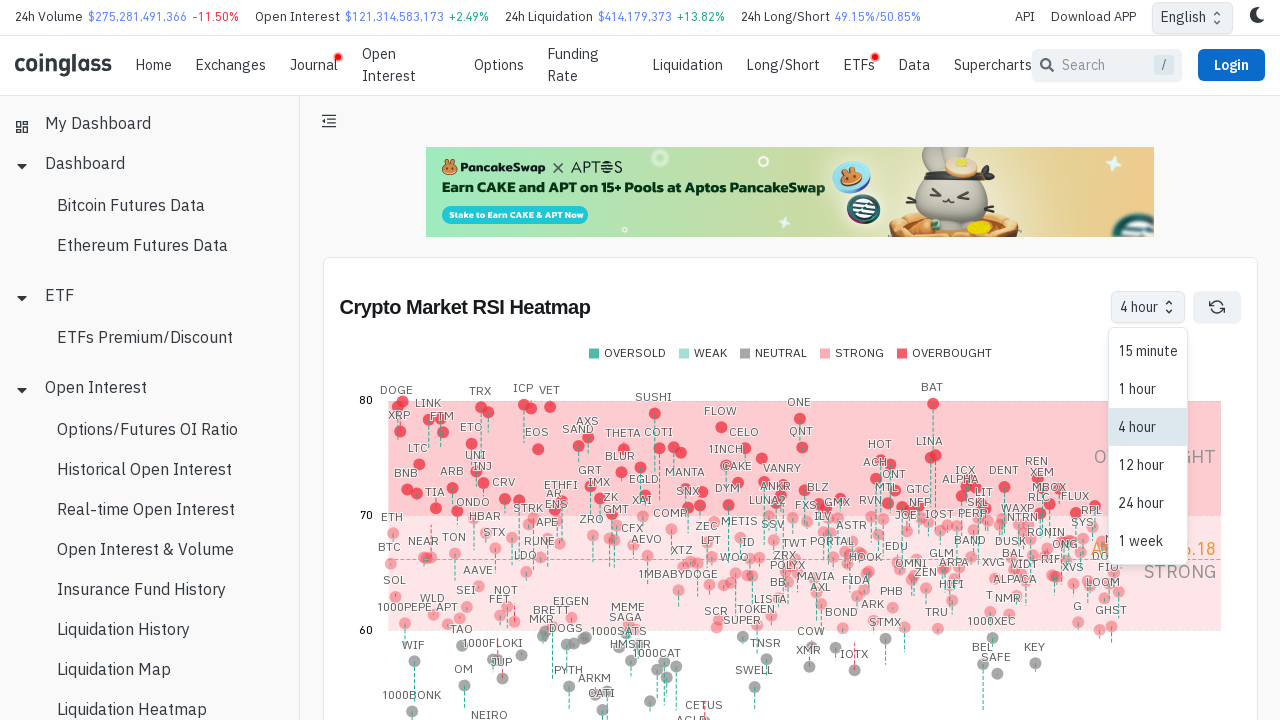 24h Volume $275,281,491,366 -11.50% Open Interest $121,314,583,173 +2.49% 24h Liquidation $414,179,373 +13.82% 24h Long/Short 49.15%/50.85% API Download APP English
coinglass Home Exchanges Journal Open Interest Options Funding Rate Liquidation Long/Short ETFs Data Supercharts Search / Login
My Dashboard
Dashboard
Bitcoin Futures Data
Ethereum Futures Data
ETF
ETFs Premium/Discount
Open Interest
Options/Futures OI Ratio
Historical Open Interest
Real-time Open Interest
Open Interest & Volume
Insurance Fund History
Liquidation History
Liquidation Map
Liquidation Heatmap
PancakeSwap X APTOS
Earn CAKE and APT on 15+ Pools at Aptos PancakeSwap
Stake to Earn CAKE & APT Now
Crypto Market RSI Heatmap
4 hour
15 minute
1 hour
4 hour
12 hour
24 hour
1 week
OVERSOLD WEAK NEUTRAL STRONG OVERBOUGHT
80
70
60
STRONG
DOGE TRX ICP VET SUSHI BAT
LINK XRP FTM ETC EOS AXS SAND FLOW ONE
THETA COTI CELO QNT LINA HOT
LTC UNI INJ BLUR 1INCH
BNB ARB CRV GRT EGLD MANTA CAKE VANRY ACH ICX DENT REN XEM
TIA ONDO ETHFI IMX XAI SNX DYM ANKR BLZ MTL GTC ALPHA LIT MBOX FLUX
ETH HBAR STRK AR ENS ZK GMT COMP LUNA2 FXS GMX RVN NFP SKL RLC RPL
BTC NEAR TON STX APE ZRO CFX ZEC METIS SSV ILV ASTR JOE IOST PERP WAXP NTRN SYS
RUNE AEVO LPT ID TWT PORTAL EDU BAND DUSK RONIN ONG
SOL AAVE LDO XTZ WOO ZRX HOOK OMNI GLM ARPA XVG BAL VIDT RIF XVS
1MBABYDOGE POLYX BB MAVIA FIDA ZEN HIFI ALPACA LOOM
1000PEPE WLD APT SEI NOT FET EIGEN MEME SCR TOKEN LISTA AXL BOND ARK PHB TRU T NMR G GHST
WIF TAO 1000FLOKI MKR BRETT DOGS SAGA 1000SATS HMSTR SUPER COW STMX 1000XEC
OM JUP PYTH 1000CAT TNSR XMR IOTX BEL SAFE KEY
1000BONK NEIRO ARKM CATI SWELL CETUS